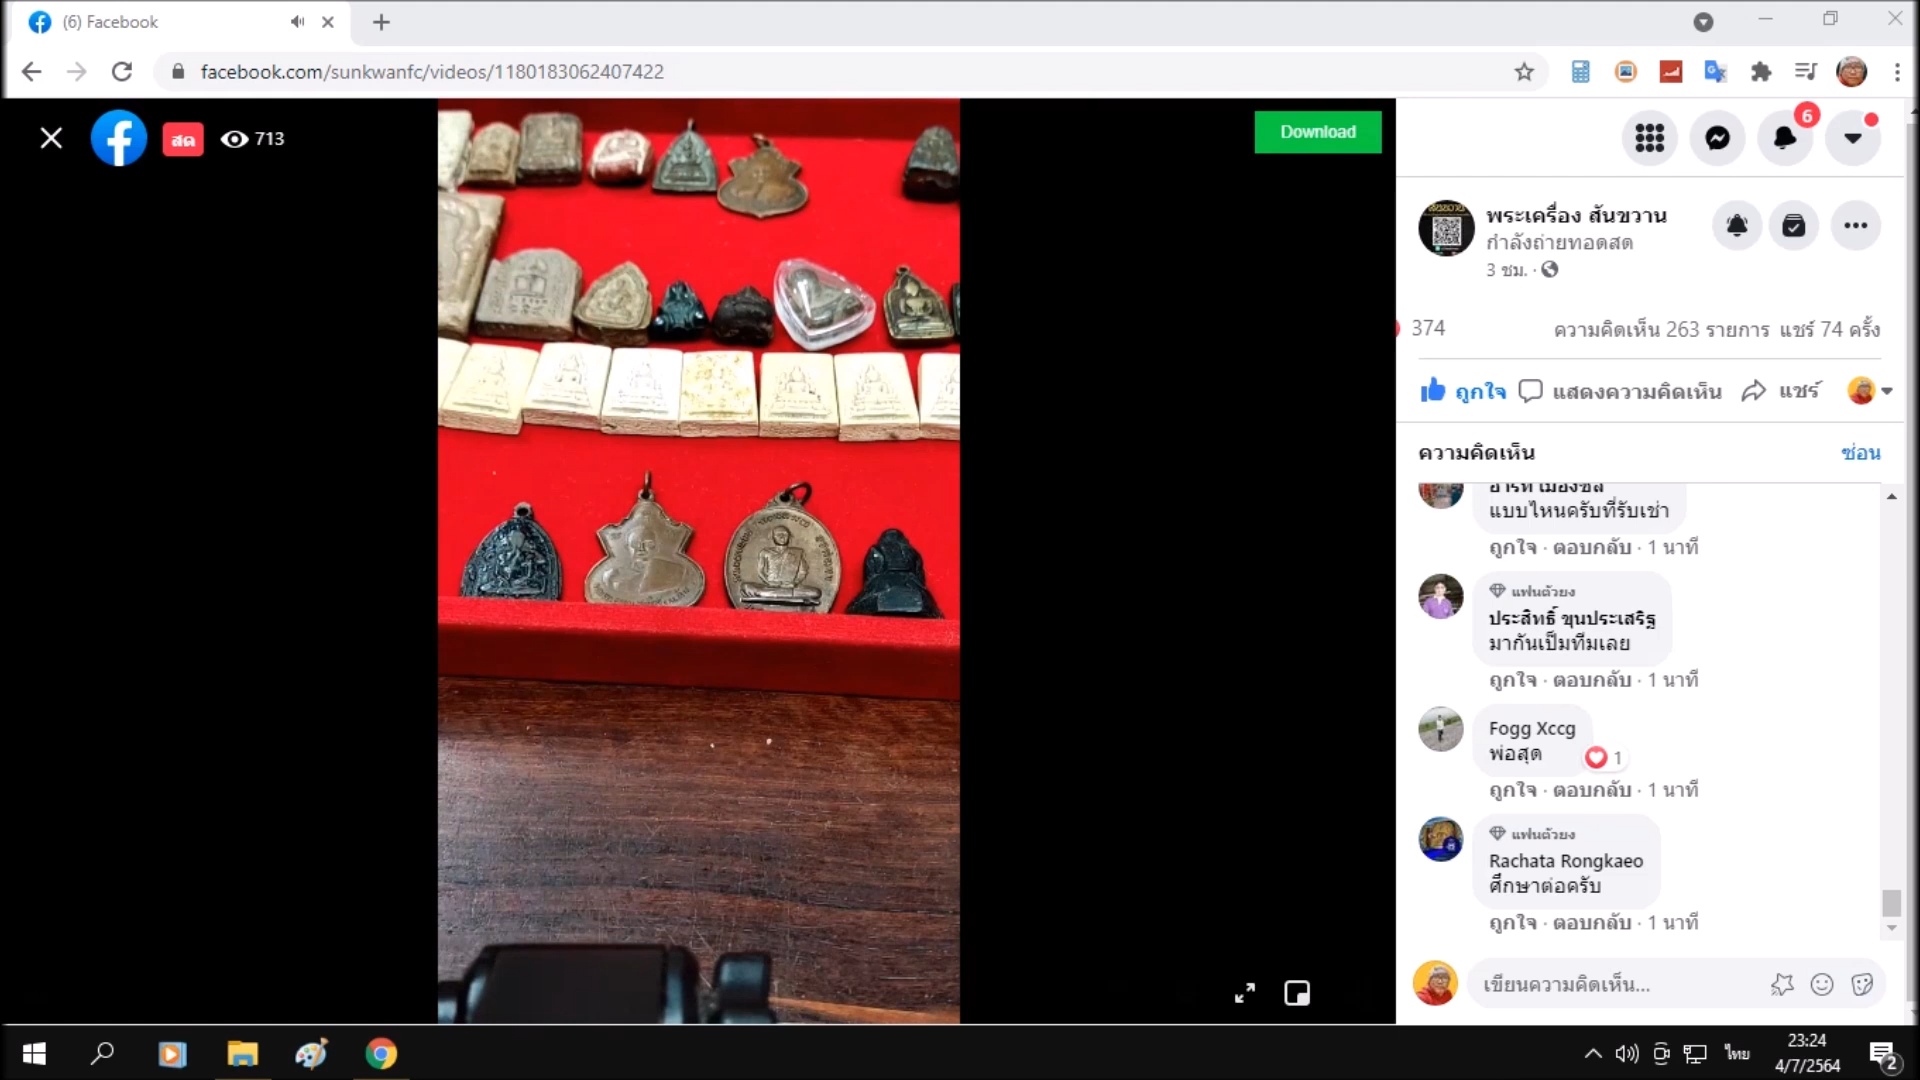 (6) Facebook
facebook.com/sunkwanfc/videos/1180183062407422
สด
713
Download
6
พระเครื่อง สันขวาน
กำลังถ่ายทอดสด
3 ชม. ·
374
ความคิดเห็น 263 รายการ แชร์ 74 ครั้ง
ถูกใจ แสดงความคิดเห็น แชร์
ความคิดเห็น
ซ่อน
แบบไหนครับที่รับเช่า
ถูกใจ · ตอบกลับ · 1 นาที
แฟนตัวยง
ประสิทธิ์ ขุนประเสริฐ
มากันเป็มทีมเลย
ถูกใจ · ตอบกลับ · 1 นาที
Fogg Xccg
พ่อสุด
1
ถูกใจ · ตอบกลับ · 1 นาที
แฟนตัวยง
Rachata Rongkaeo
ศึกษาต่อครับ
ถูกใจ · ตอบกลับ · 1 นาที
เขียนความคิดเห็น...
ไทย
23:24
4/7/2564
2